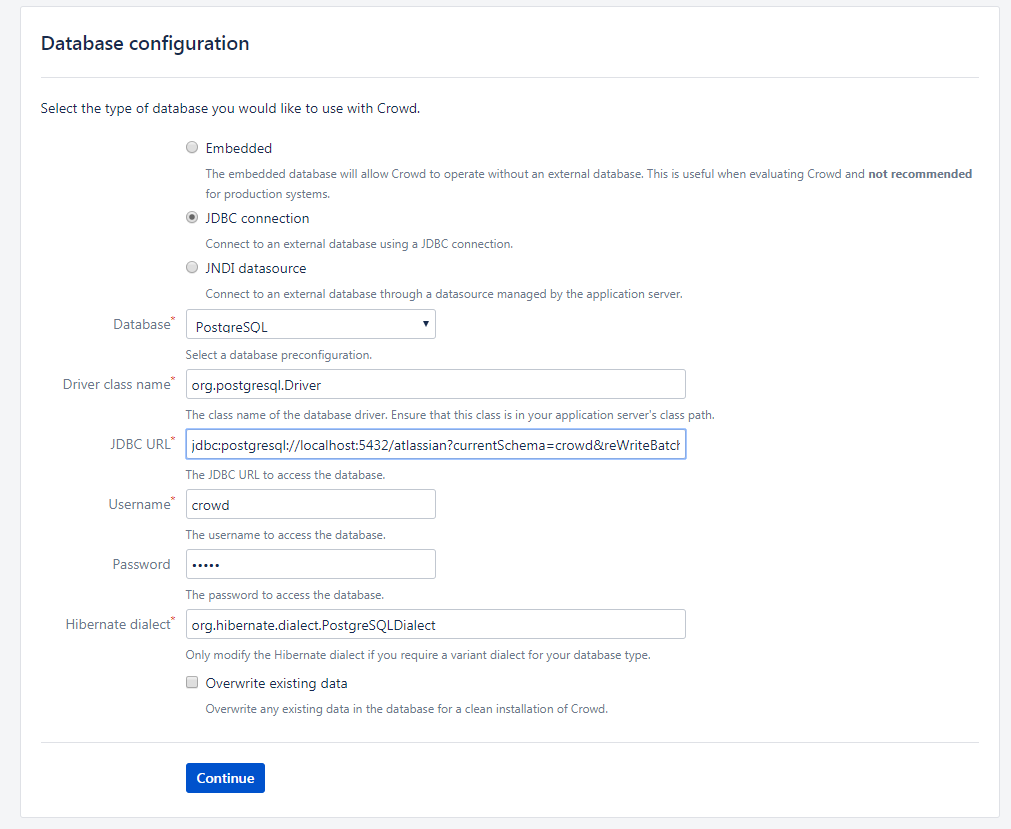 Database configuration
Select the type of database you would like to use with Crowd.
Embedded
The embedded database will allow Crowd to operate without an external database. This is useful when evaluating Crowd and not recommended
for production systems.
JDBC connection
Connect to an external database using a JDBC connection.
JNDI datasource
Connect to an external database through a datasource managed by the application server.
Database*
PostgreSQL
Select a database preconfiguration.
Driver class name*
org.postgresql.Driver
The class name of the database driver. Ensure that this class is in your application server's class path.
JDBC URL*
jdbc:postgresql://localhost:5432/atlassian?currentSchema=crowd&reWriteBatch
The JDBC URL to access the database.
Username*
crowd
The username to access the database.
Password
•••••
The password to access the database.
Hibernate dialect*
org.hibernate.dialect.PostgreSQLDialect
Only modify the Hibernate dialect if you require a variant dialect for your database type.
Overwrite existing data
Overwrite any existing data in the database for a clean installation of Crowd.
Continue